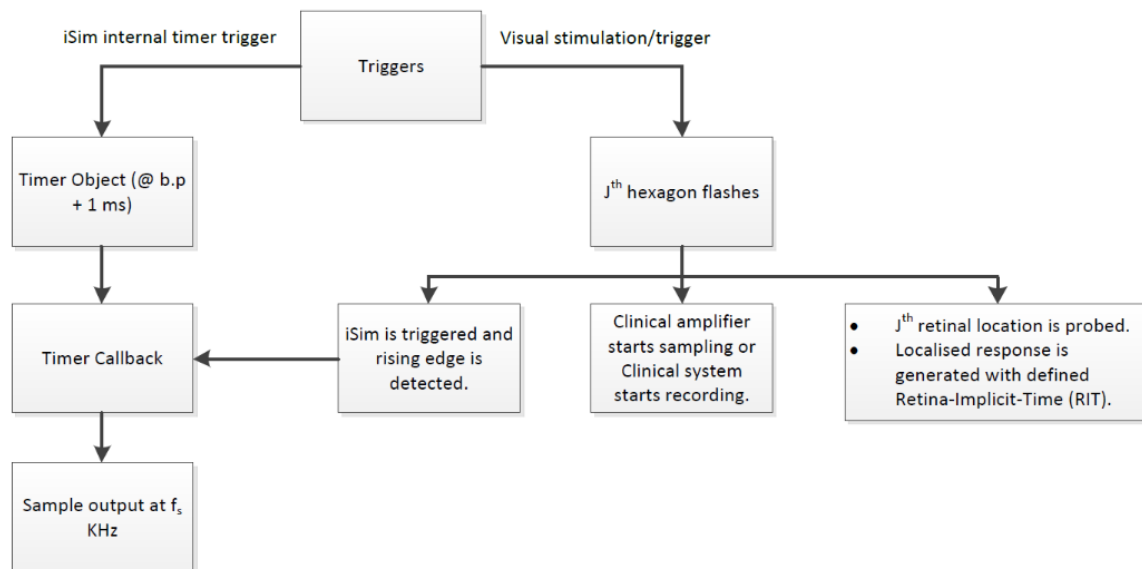 iSim internal timer trigger
Triggers
Visual stimulation/trigger
Timer Object (@ b.p
+ 1 ms)
Jth hexagon flashes
Timer Callback
iSim is triggered and
rising edge is
detected.
Clinical amplifier
starts sampling or
Clinical system
starts recording.
• Jth retinal location is probed.
• Localised response is
generated with defined
Retina-Implicit-Time (RIT).
Sample output at fs
KHz